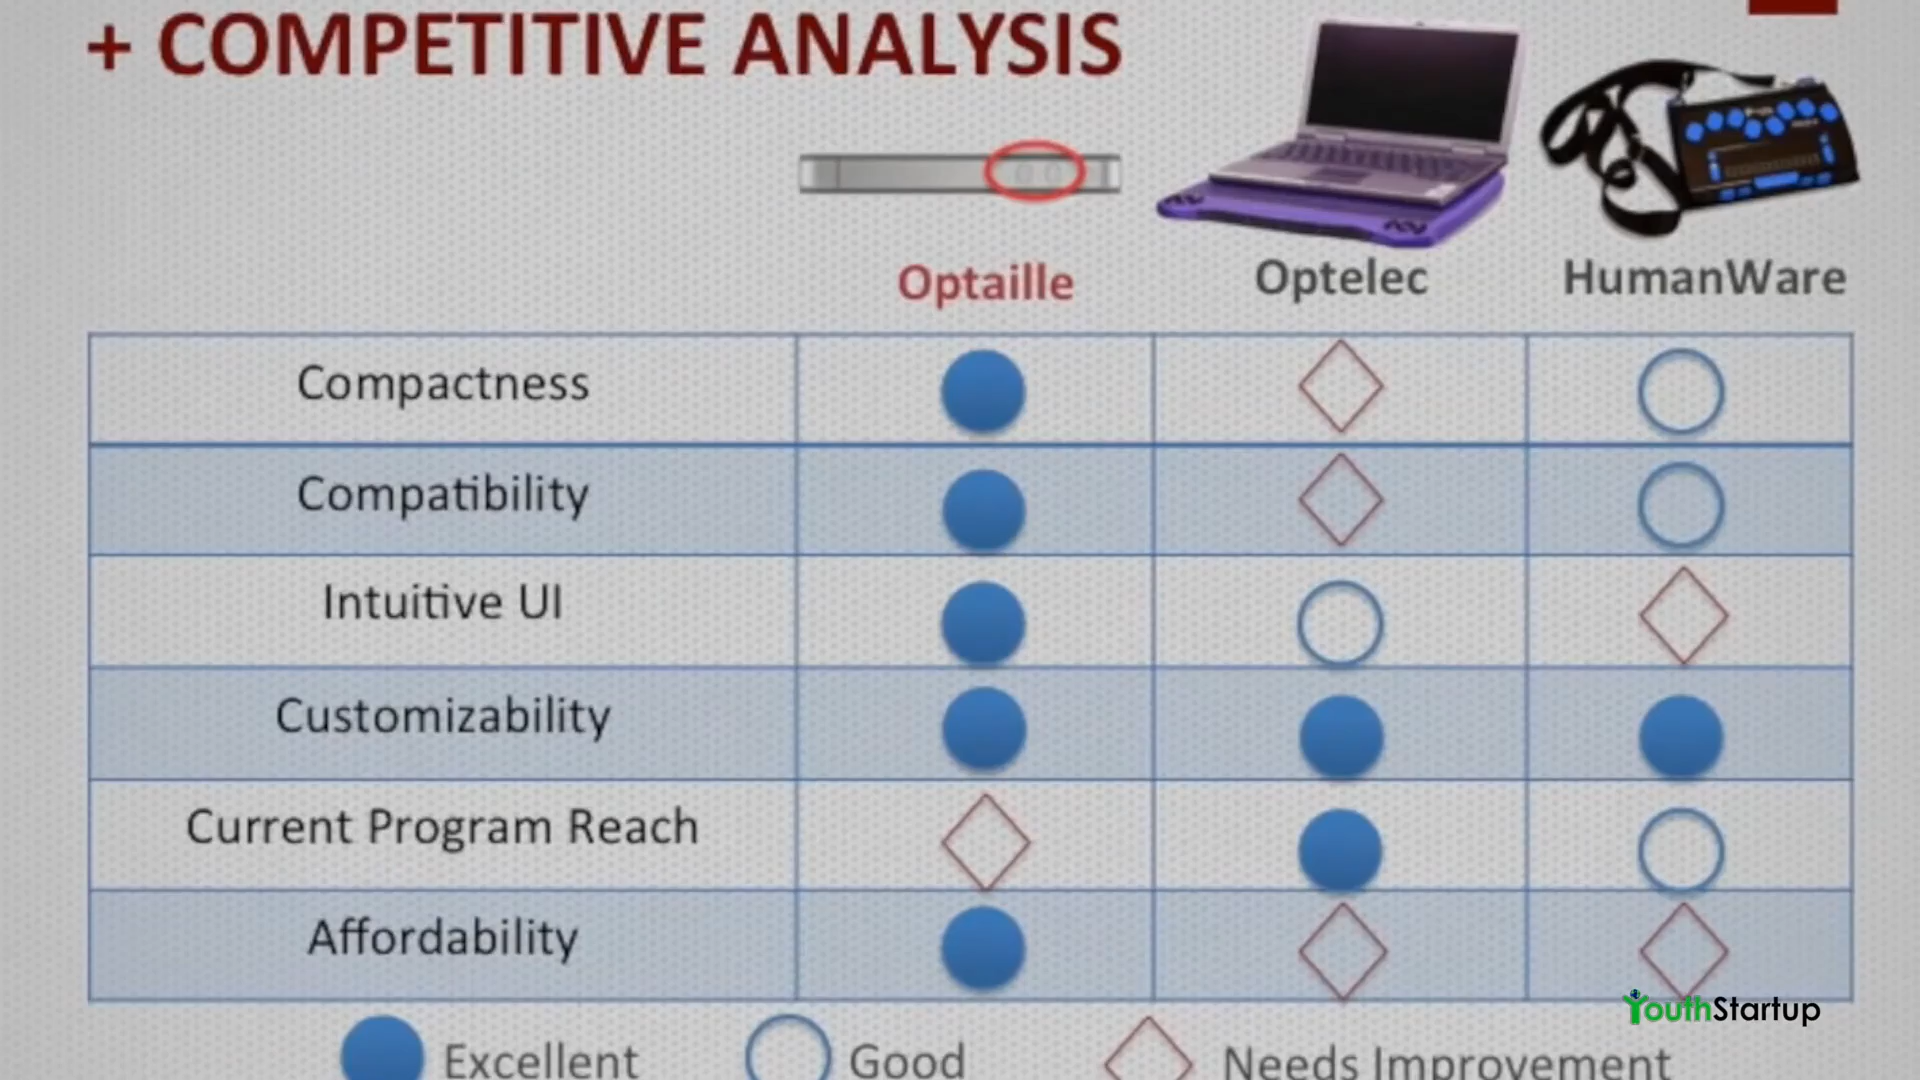 + COMPETITIVE ANALYSIS
Optaille Optelec HumanWare
Compactness
Compatibility
Intuitive UI
Customizability
Current Program Reach
Affordability
YouthStartup
Excellent Good Needs Improvement